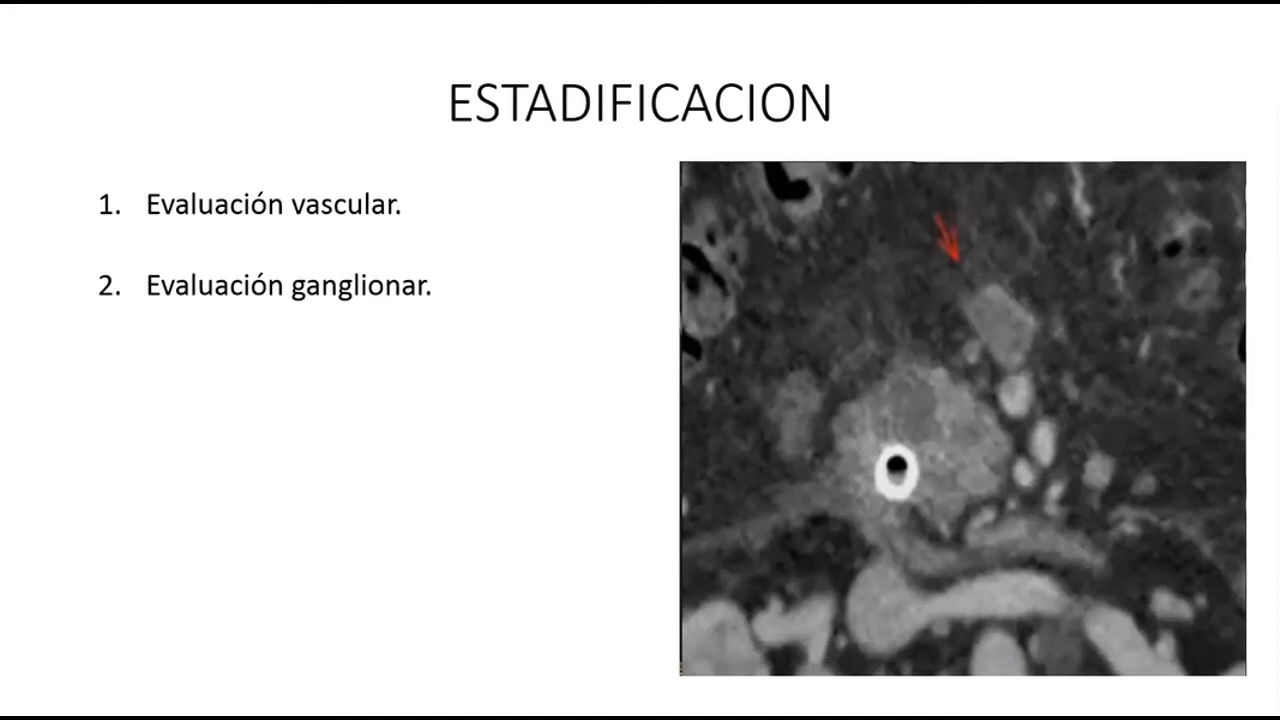 ESTADIFICACION
1. Evaluación vascular.
2. Evaluación ganglionar.